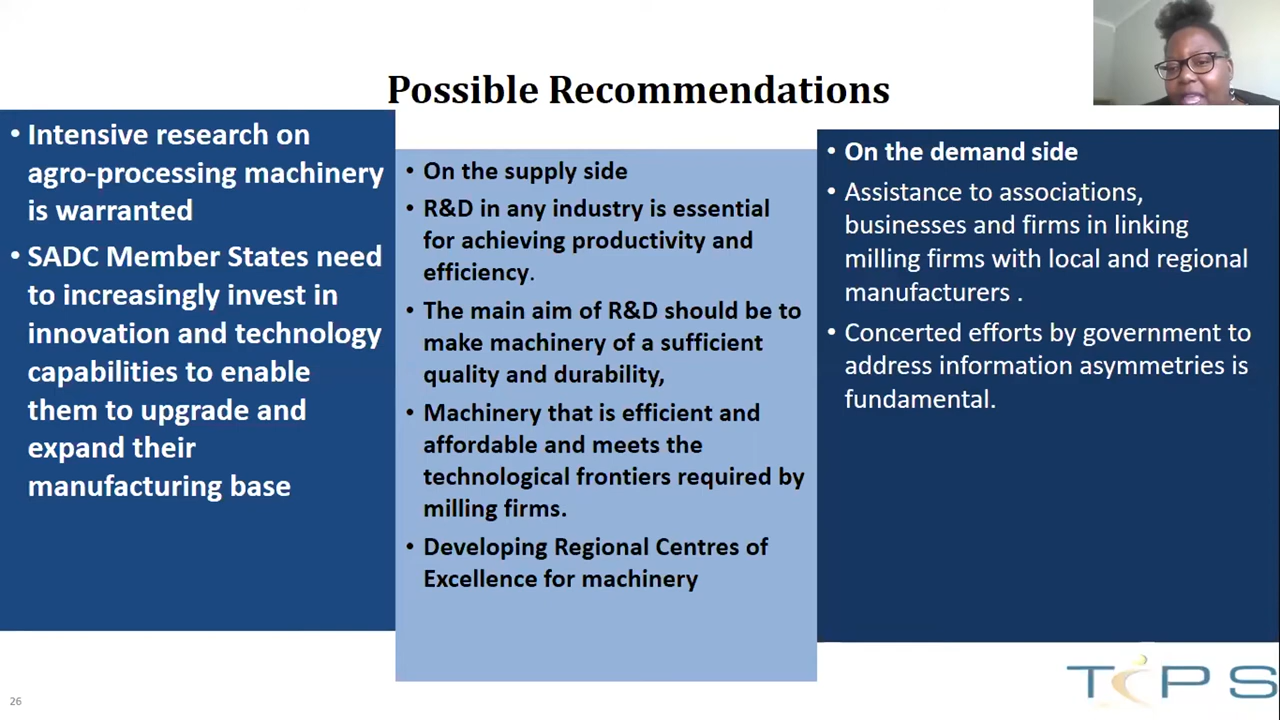 Possible Recommendations
• Intensive research on
agro-processing machinery
is warranted
• SADC Member States need
to increasingly invest in
innovation and technology
capabilities to enable
them to upgrade and
expand their
manufacturing base
• On the supply side
• R&D in any industry is essential
for achieving productivity and
efficiency.
• The main aim of R&D should be to
make machinery of a sufficient
quality and durability,
• Machinery that is efficient and
affordable and meets the
technological frontiers required by
milling firms.
• Developing Regional Centres of
Excellence for machinery
• On the demand side
• Assistance to associations,
businesses and firms in linking
milling firms with local and regional
manufacturers .
• Concerted efforts by government to
address information asymmetries is
fundamental.
26
TIPS